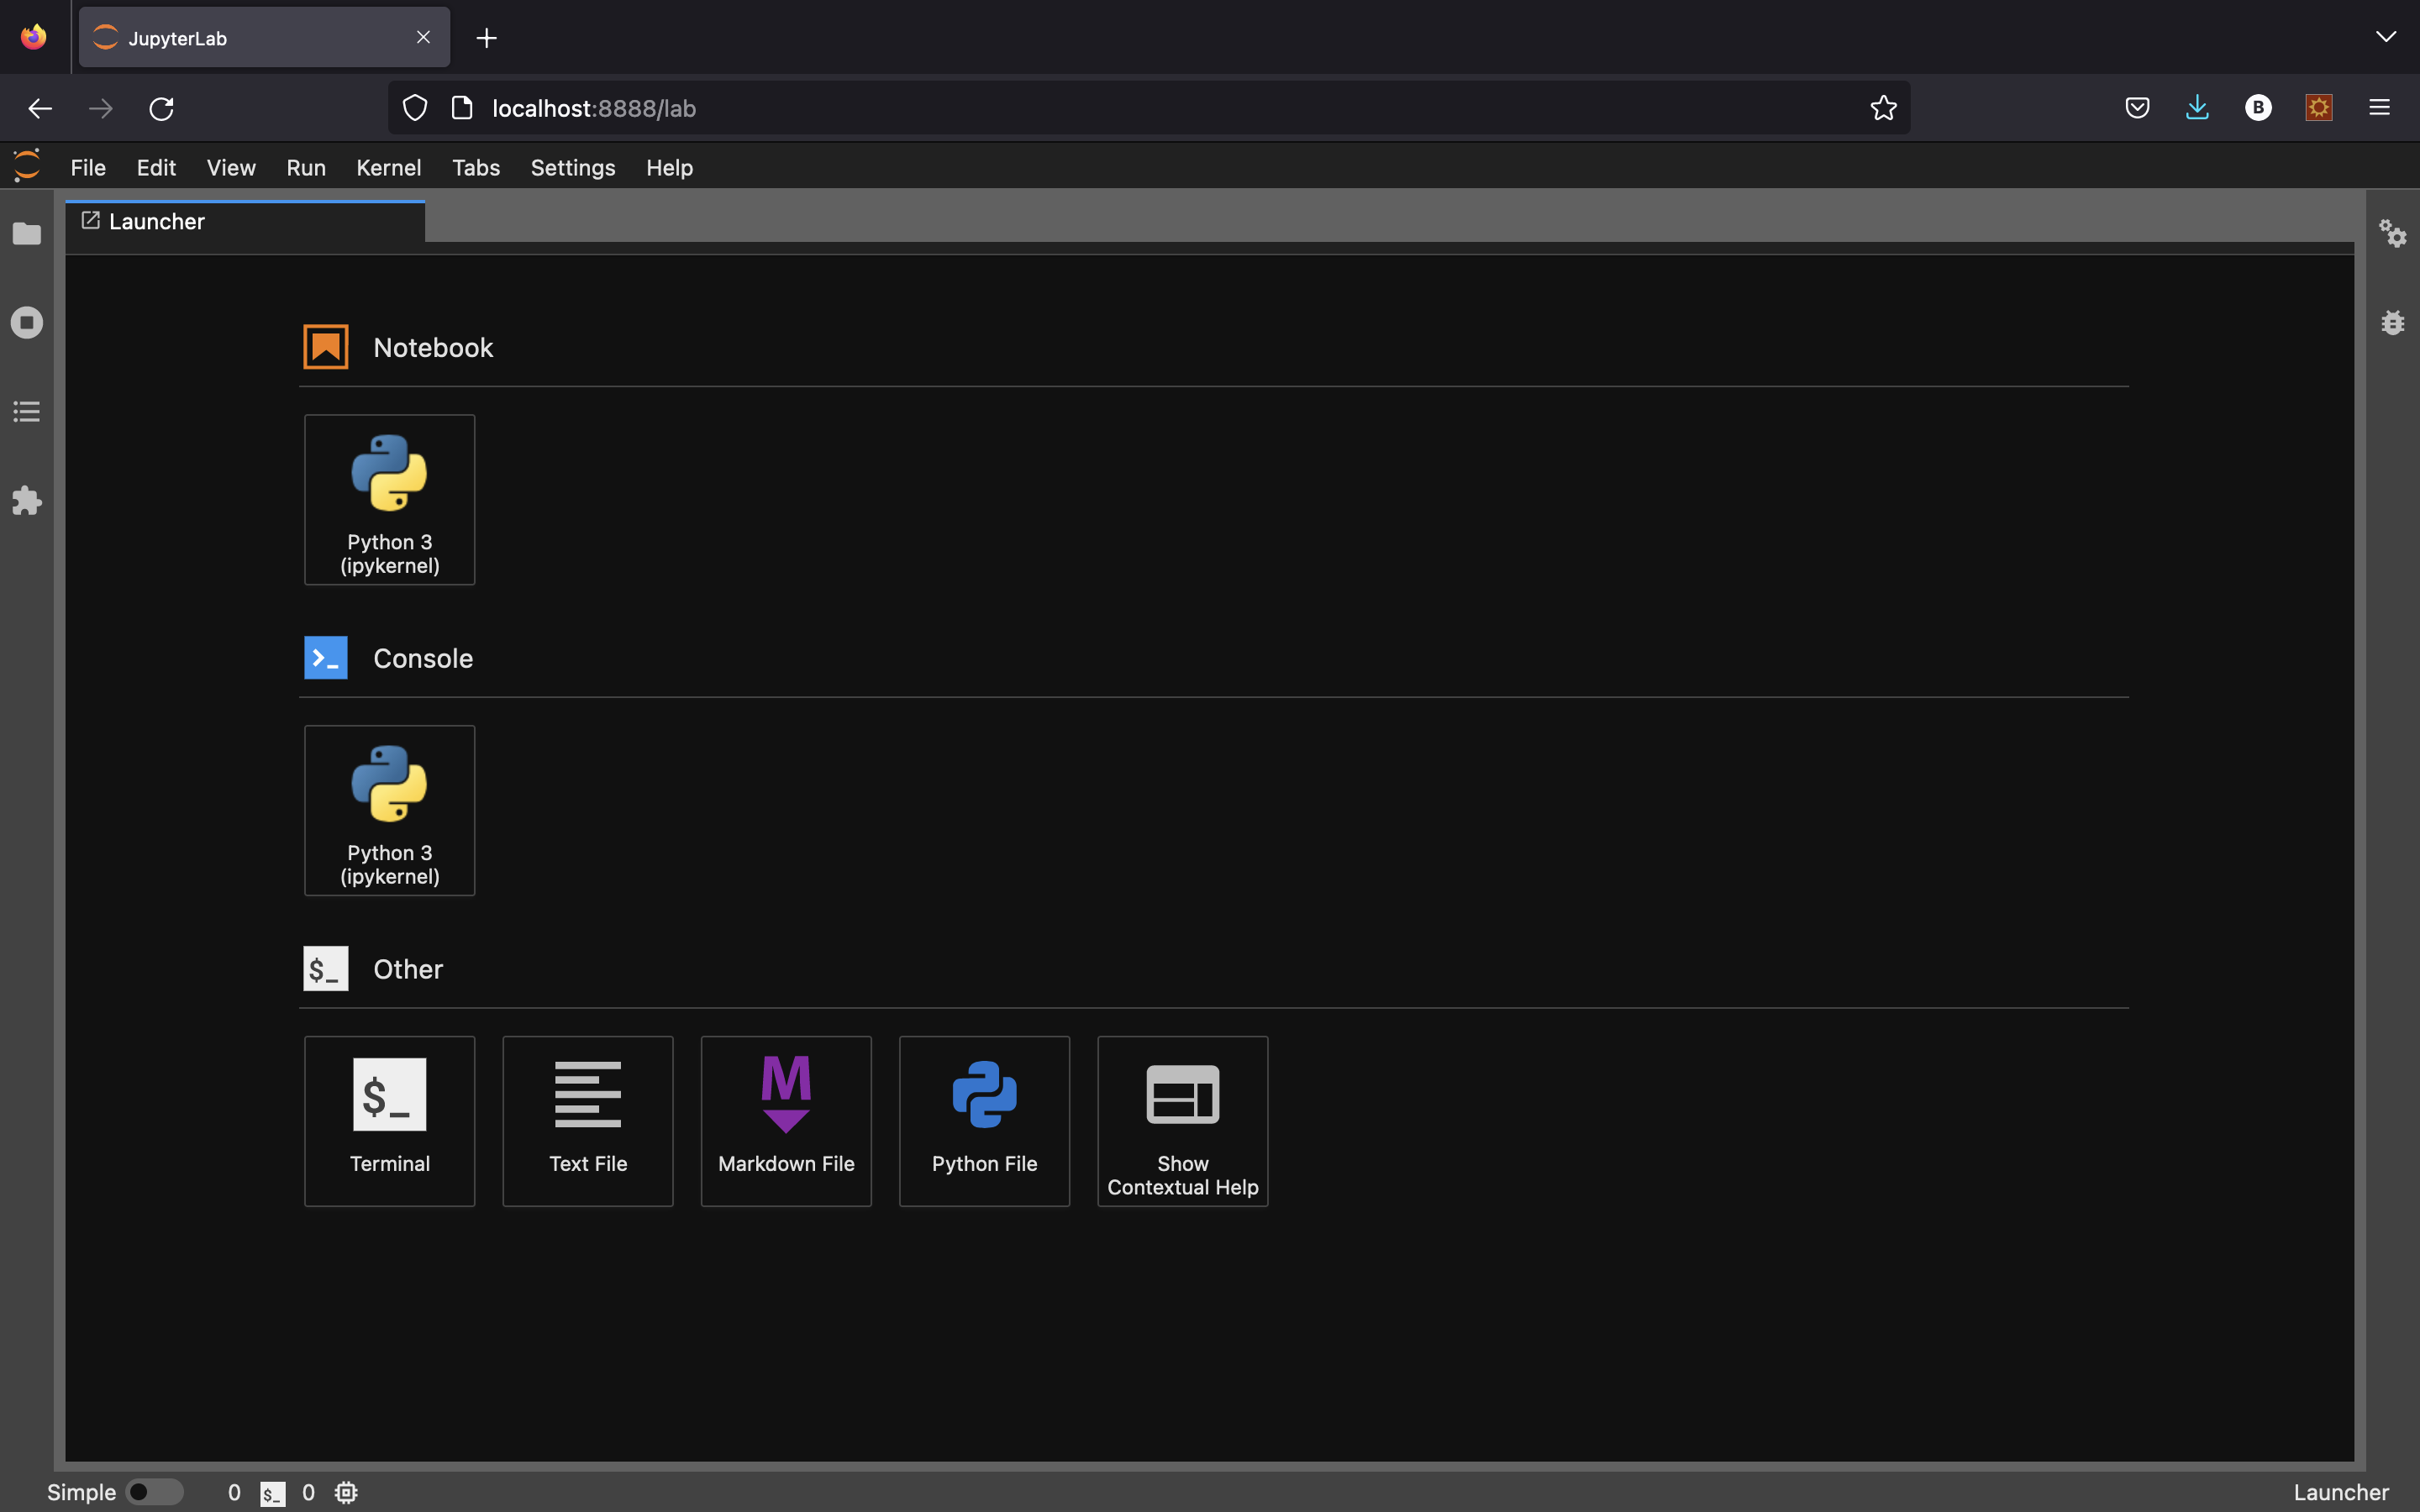 JupyterLab
localhost:8888/lab
B
File Edit View Run Kernel Tabs Settings Help
Launcher
Notebook
Python 3
(ipykernel)
>_ Console
Python 3
(ipykernel)
$_ Other
$_
Terminal
Text File
M
Markdown File
Python File
Show
Contextual Help
Simple 0 $_ 0 Launcher